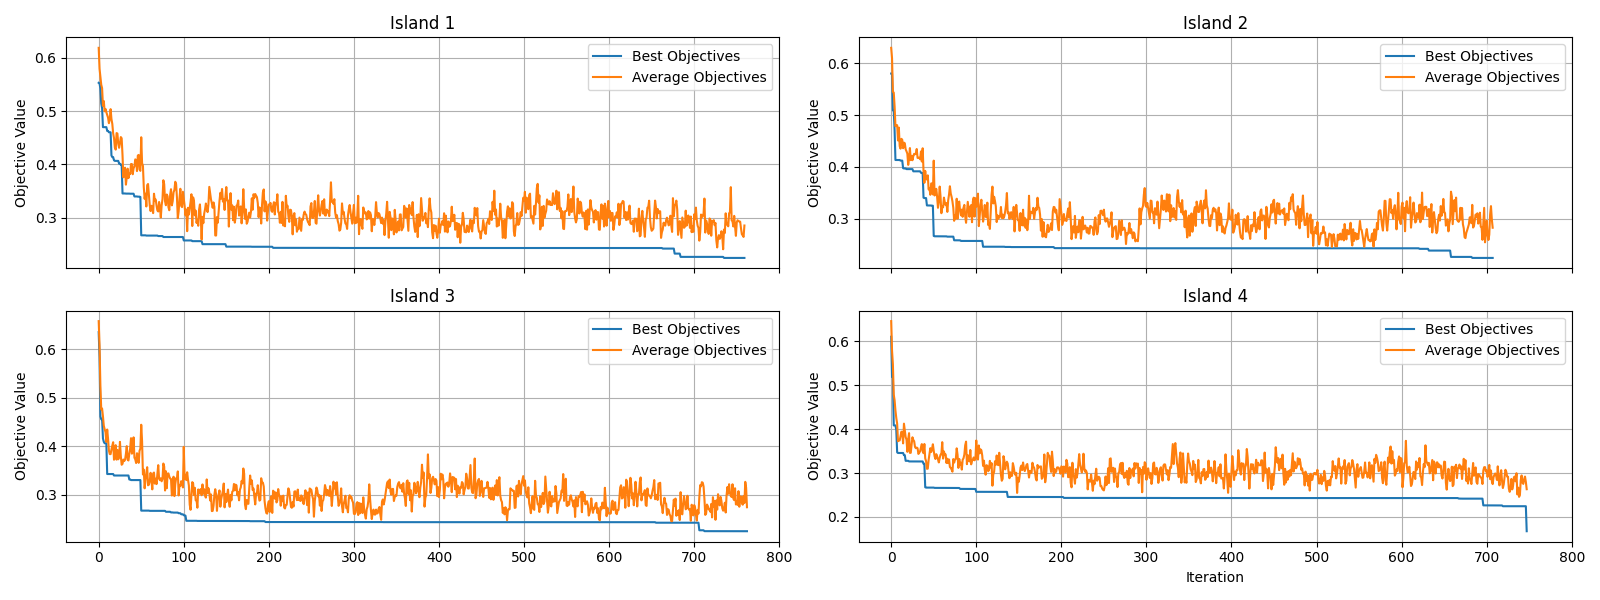 Island 1
Objective Value
0.6
0.5
0.4
0.3
Best Objectives
Average Objectives
Island 2
Objective Value
0.6
0.5
0.4
0.3
Best Objectives
Average Objectives
Island 3
Objective Value
0.6
0.5
0.4
0.3
Best Objectives
Average Objectives
0 100 200 300 400 500 600 700 800
Island 4
Objective Value
0.6
0.5
0.4
0.3
0.2
Best Objectives
Average Objectives
0 100 200 300 400 500 600 700 800
Iteration